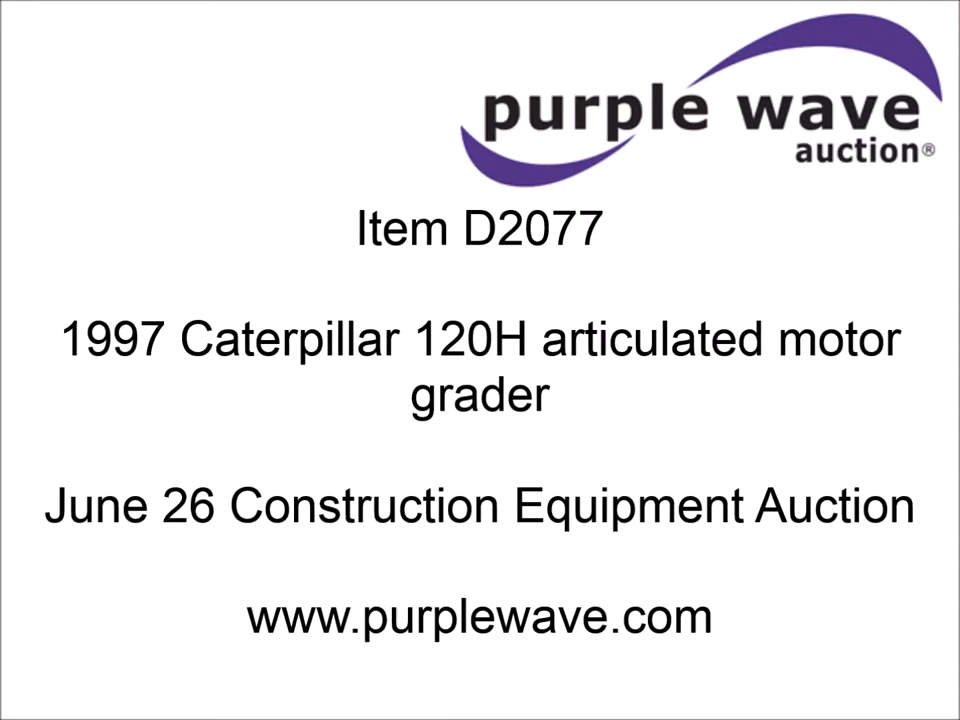 purple wave
auction®
Item D2077
1997 Caterpillar 120H articulated motor
grader
June 26 Construction Equipment Auction
www.purplewave.com